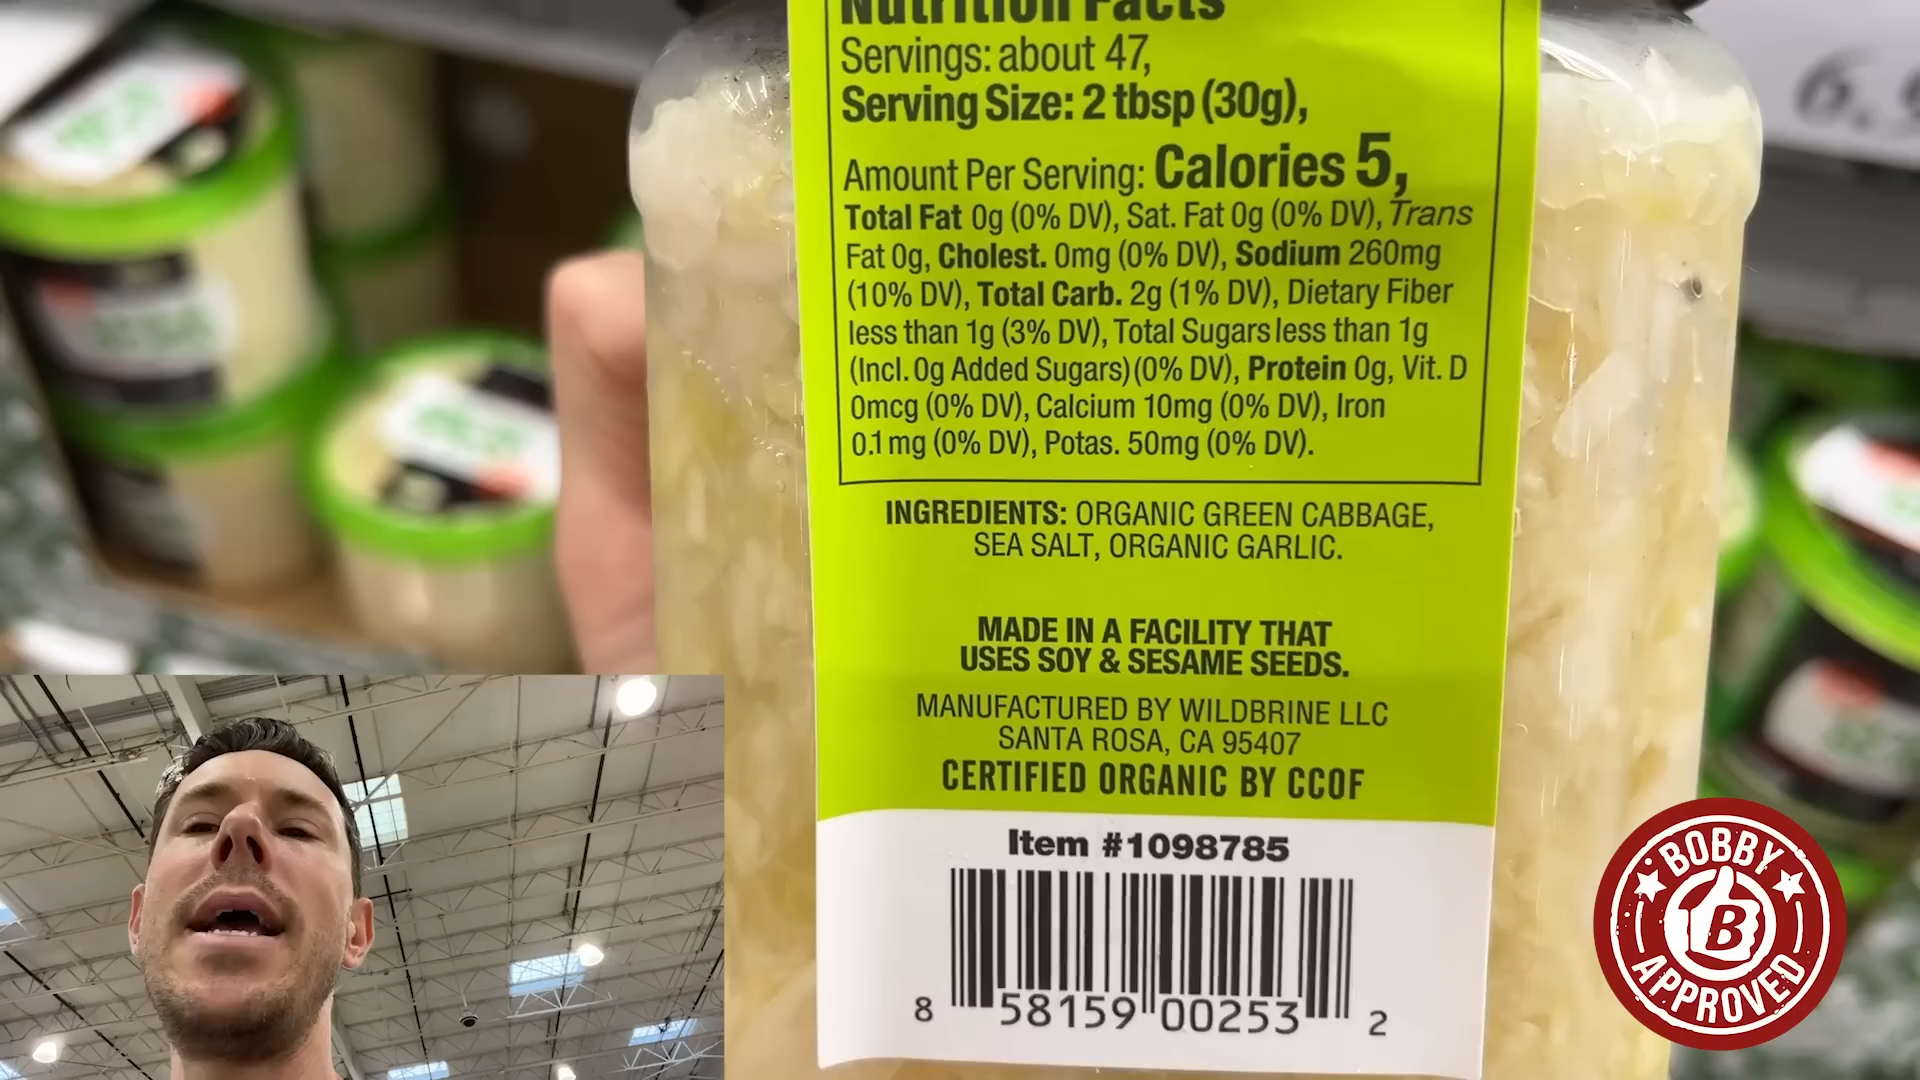 Nutrition Facts
Servings: about 47,
Serving Size: 2 tbsp (30g),
Amount Per Serving: Calories 5,
Total Fat 0g (0% DV), Sat. Fat 0g (0% DV), Trans
Fat 0g, Cholest. 0mg (0% DV), Sodium 260mg
(10% DV), Total Carb. 2g (1% DV), Dietary Fiber
less than 1g (3% DV), Total Sugars less than 1g
(Incl. 0g Added Sugars) (0% DV), Protein 0g, Vit. D
0mcg (0% DV), Calcium 10mg (0% DV), Iron
0.1 mg (0% DV), Potas. 50mg (0% DV).
INGREDIENTS: ORGANIC GREEN CABBAGE,
SEA SALT, ORGANIC GARLIC.
MADE IN A FACILITY THAT
USES SOY & SESAME SEEDS.
MANUFACTURED BY WILDBRINE LLC
SANTA ROSA, CA 95407
CERTIFIED ORGANIC BY CCOF
Item #1098785
8 58159 00253 2
BOBBY
B
APPROVED